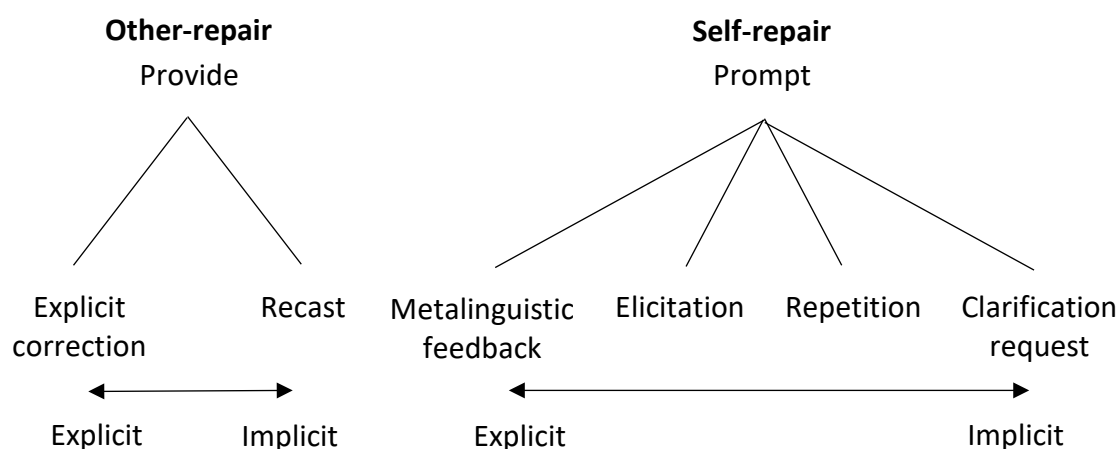 Other-repair
Provide
Explicit
correction
Recast
Explicit
Implicit
Self-repair
Prompt
Metalinguistic
feedback
Elicitation
Repetition
Clarification
request
Explicit
Implicit